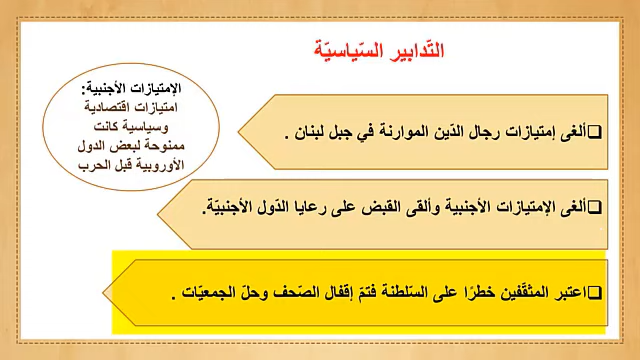 التّدابير السّياسيّة
الإمتيازات الأجنبية:
امتيازات اقتصادية
وسياسية كانت
ممنوحة لبعض الدول
الأوروبية قبل الحرب
ألغى إمتيازات رجال الدّين الموارنة في جبل لبنان .
ألغى الإمتيازات الأجنبية وألقى القبض على رعايا الدّول الأجنبيّة.
اعتبر المثقّفين خطرًا على السّلطنة فتمّ إقفال الصّحف وحلّ الجمعيّات .